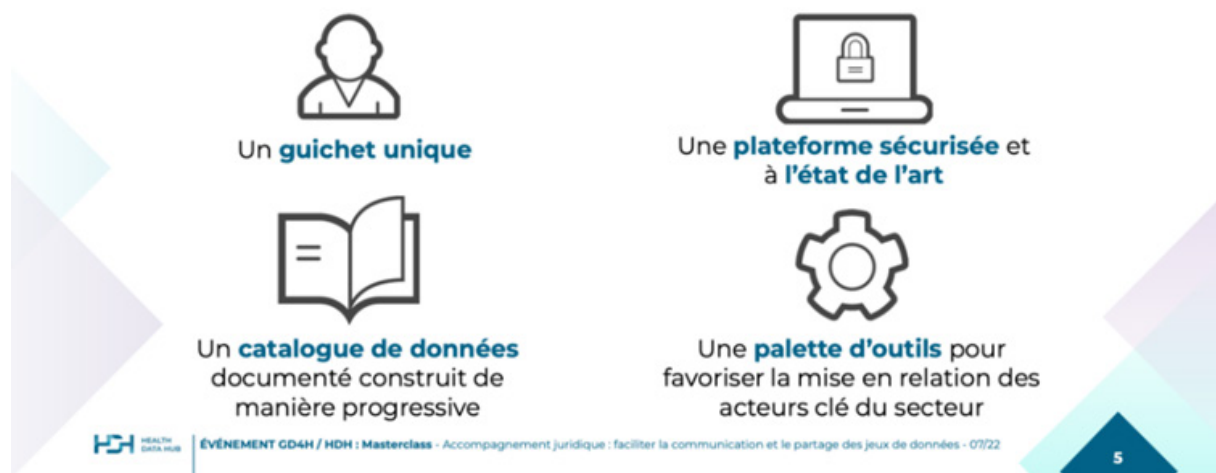 Un guichet unique
Une plateforme sécurisée et
à l'état de l'art
Un catalogue de données
documenté construit de
manière progressive
Une palette d'outils pour
favoriser la mise en relation des
acteurs clé du secteur
HDH HEALTH
DATA HUB
ÉVÉNEMENT GD4H / HDH : Masterclass - Accompagnement juridique : faciliter la communication et le partage des jeux de données - 07/22
5